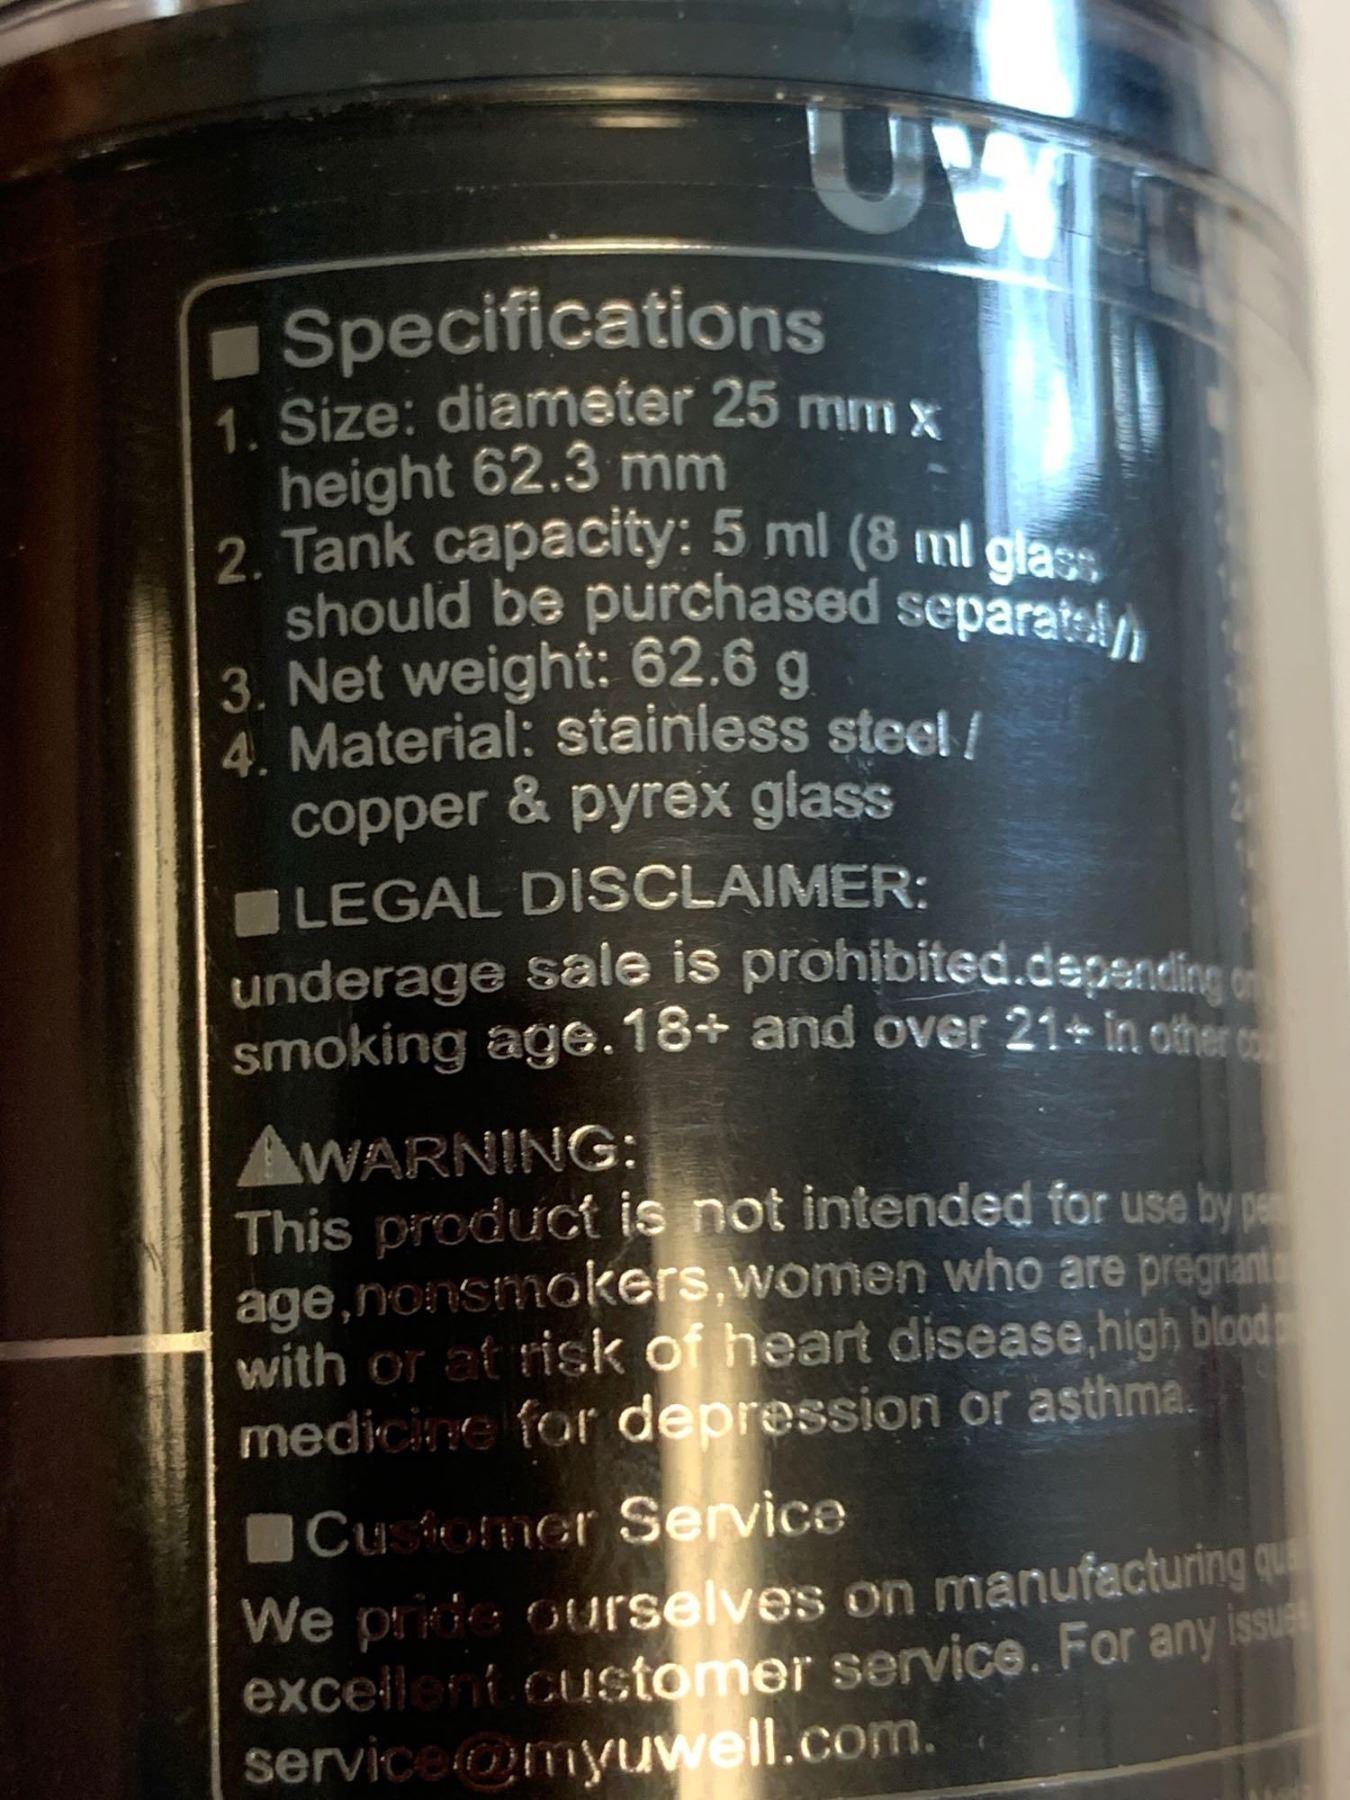 UWELL
■ Specifications
1. Size: diameter 25 mm x
height 62.3 mm
2. Tank capacity: 5 ml (8 ml glass
should be purchased separately)
3. Net weight: 62.6 g
4. Material: stainless steel /
copper & pyrex glass
■ LEGAL DISCLAIMER:
underage sale is prohibited.depending on
smoking age.18+ and over 21+ in other
⚠WARNING:
This product is not intended for use by
age,nonsmokers,women who are pregnant
with or at risk of heart disease,high blood
medicine for depression or asthma.
■ Customer Service
We pride ourselves on manufacturing
excellent customer service. For any issues
service@myuwell.com.